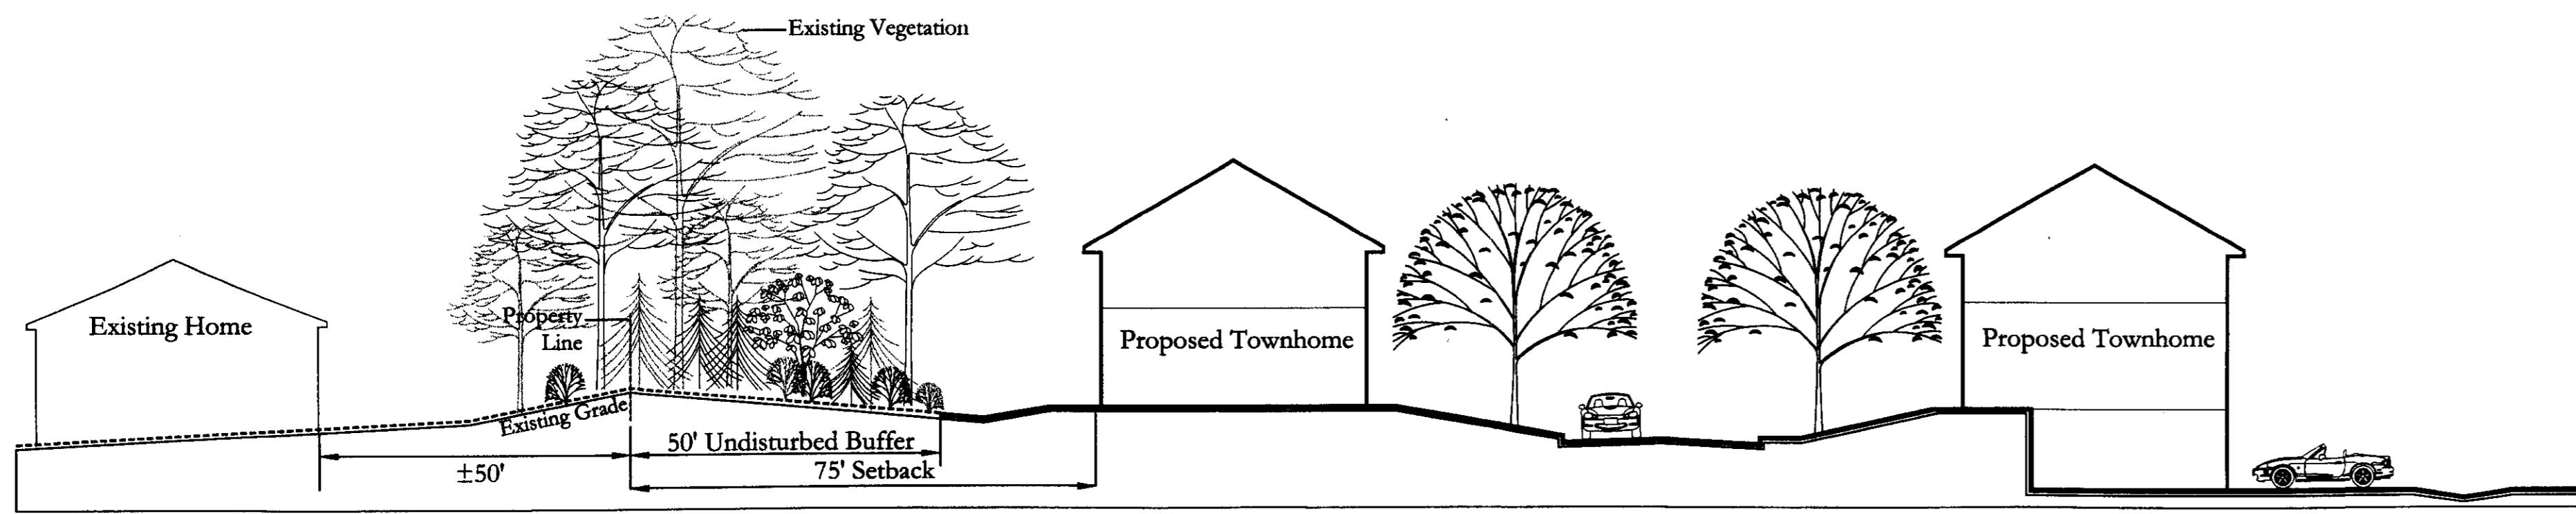 Existing Vegetation
Existing Home
Property
Line
Existing Grade
±50'
50' Undisturbed Buffer
75' Setback
Proposed Townhome
Proposed Townhome